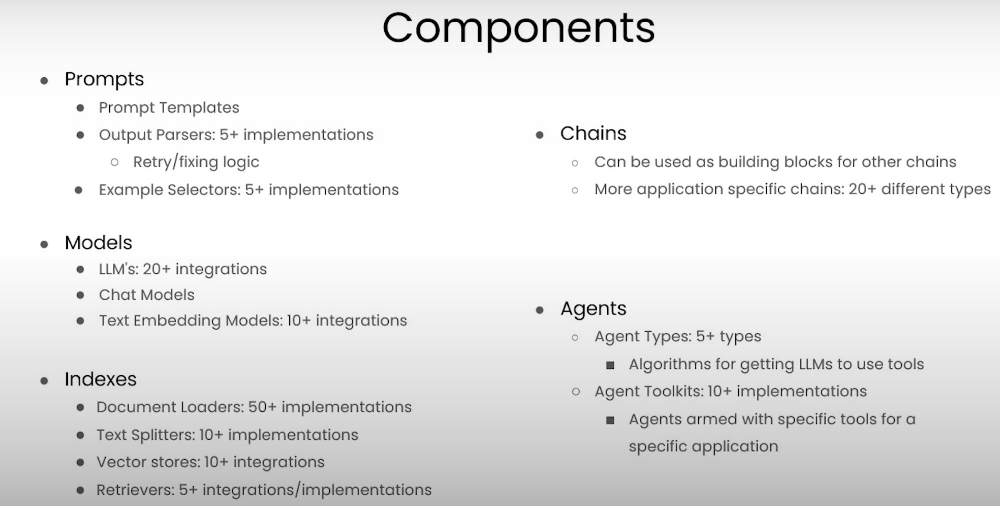 Components
Prompts
Prompt Templates
Output Parsers: 5+ implementations
Retry/fixing logic
Example Selectors: 5+ implementations
Models
LLM's: 20+ integrations
Chat Models
Text Embedding Models: 10+ integrations
Indexes
Document Loaders: 50+ implementations
Text Splitters: 10+ implementations
Vector stores: 10+ integrations
Retrievers: 5+ integrations/implementations
Chains
Can be used as building blocks for other chains
More application specific chains: 20+ different types
Agents
Agent Types: 5+ types
Algorithms for getting LLMs to use tools
Agent Toolkits: 10+ implementations
Agents armed with specific tools for a
specific application